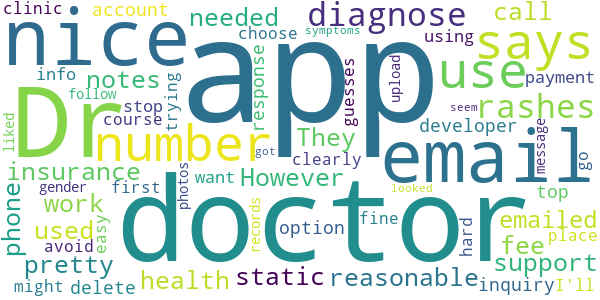 clinic
account
needed
diagnose
call
says
nice
app
choose
symptoms
using
info
notes
trying
response
use
guesses
upload
payment
liked
follow
stop
course
Dr
number
rashes
seem
developer
They
clearly
email
message
go
insurance
first
gender
photos
However
want
got
looked
top
phone
used
work
easy
avoid
doctor
records
option
fine
hard
emailed
place
fee
pretty
support
might
delete
health
static
reasonable
inquiry
I'll